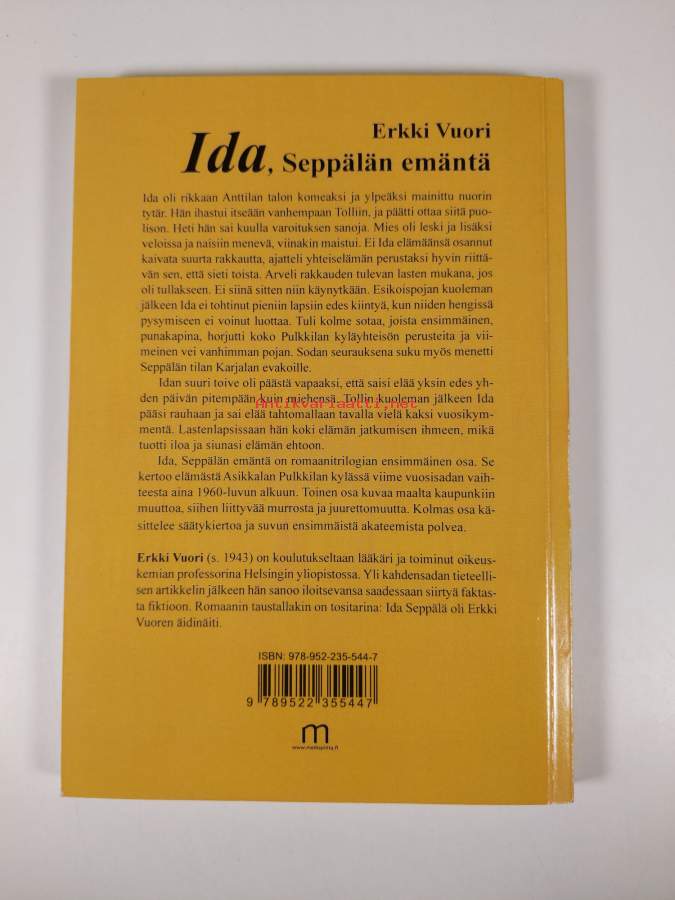 Erkki Vuori
Ida, Seppälän emäntä
Ida oli rikkaan Anttilan talon komeaksi ja ylpeäksi mainittu nuorin
tytär. Hän ihastui itseään vanhempaan Tolliin, ja päätti ottaa siitä puo-
lison. Heti hän sai kuulla varoituksen sanoja. Mies oli leski ja lisäksi
veloissa ja naisiin menevä, viinakin maistui. Ei Ida elämäänsä osannut
kaivata suurta rakkautta, ajatteli yhteiselämän perustaksi hyvin riittä-
vän sen, että sieti toista. Arveli rakkauden tulevan lasten mukana, jos
oli tullakseen. Ei siinä sitten niin käynytkään. Esikoispojan kuoleman
jälkeen Ida ei tohtinut pieniin lapsiin edes kiintyä, kun niiden hengissä
pysymiseen ei voinut luottaa. Tuli kolme sotaa, joista ensimmäinen,
punakapina, horjutti koko Pulkkilan kyläyhteisön perusteita ja vii-
meinen vei vanhimman pojan. Sodan seurauksena suku myös menetti
Seppälän tilan Karjalan evakoille.
Idan suuri toive oli päästä vapaaksi, että saisi elää yksin edes yh-
den päivän pitempään kuin miehensä. Tollin kuoleman jälkeen Ida
Antikvariaatti.net
pääsi rauhaan ja sai elää tahtomallaan tavalla vielä kaksi vuosikym-
mentä. Lastenlapsissaan hän koki elämän jatkumisen ihmeen, mikä
tuotti iloa ja siunasi elämän ehtoon.
Ida, Seppälän emäntä on romaanitrilogian ensimmäinen osa. Se
kertoo elämästä Asikkalan Pulkkilan kylässä viime vuosisadan vaih-
teesta aina 1960-luvun alkuun. Toinen osa kuvaa maalta kaupunkiin
muuttoa, siihen liittyvää murrosta ja juurettomuutta. Kolmas osa kä-
sittelee säätykiertoa ja suvun ensimmäistä akateemista polvea.
Erkki Vuori (s. 1943) on koulutukseltaan lääkäri ja toiminut oikeus-
kemian professorina Helsingin yliopistossa. Yli kahdensadan tieteelli-
sen artikkelin jälkeen hän sanoo iloitsevansa saadessaan siirtyä faktas-
ta fiktioon. Romaanin taustallakin on tositarina: Ida Seppälä oli Erkki
Vuoren äidinäiti.
ISBN: 978-952-235-544-7
9 789522 355447
m
www.mediapinta.fi